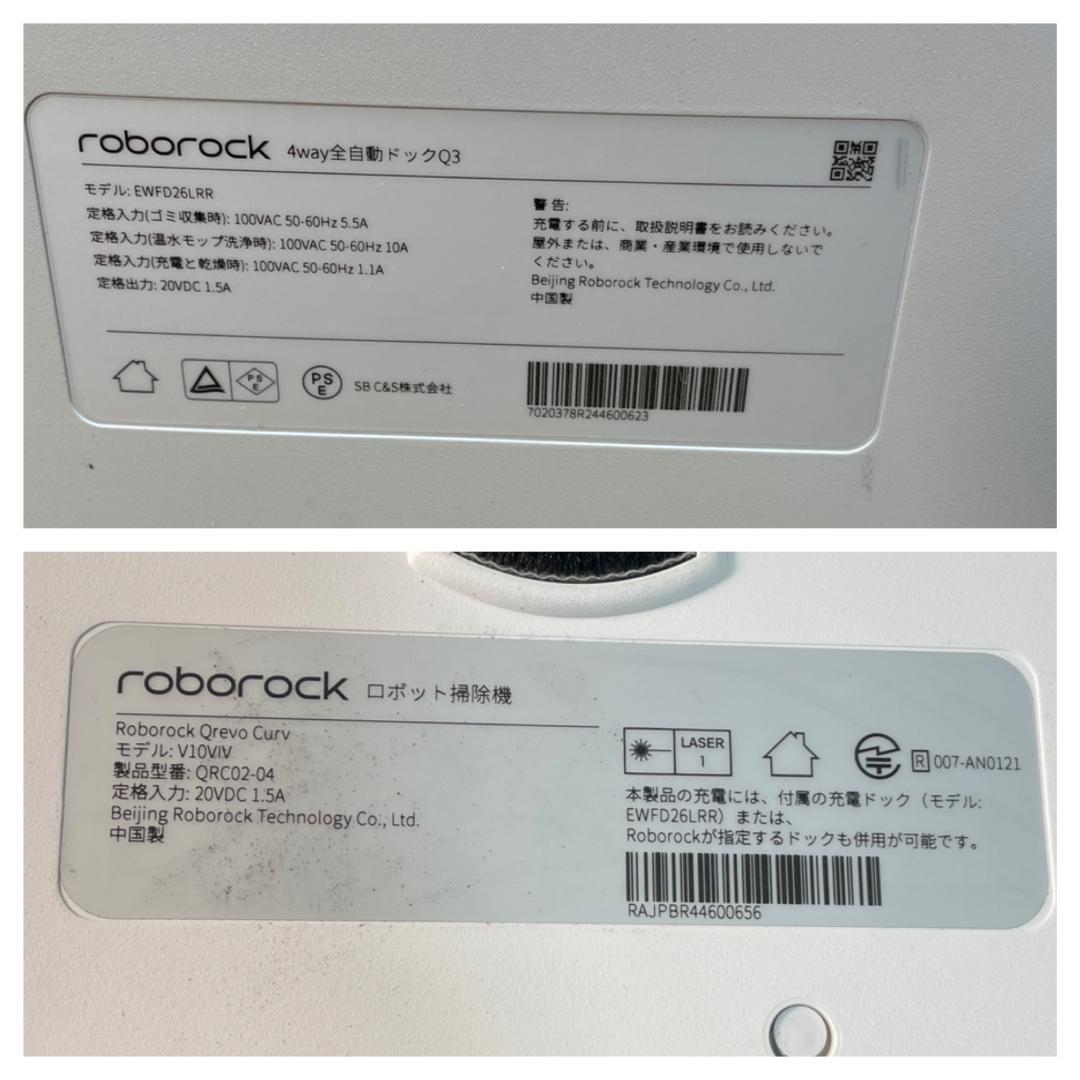 roborock 4way全自動ドックQ3
モデル: EWFD26LRR
定格入力(ゴミ収集時): 100VAC 50-60Hz 5.5A
定格入力(温水モップ洗浄時): 100VAC 50-60Hz 10A
定格入力(充電と乾燥時): 100VAC 50-60Hz 1.1A
定格出力: 20VDC 1.5A
警告:
充電する前に、取扱説明書をお読みください。
屋外または、商業・産業環境で使用しないで
ください。
Beijing Roborock Technology Co., Ltd.
中国製
PS E
PS E
SB C&S株式会社
7020378R244600623
roborock ロボット掃除機
Roborock Qrevo Curv
モデル: V10VIV
製品型番: QRC02-04
定格入力: 20VDC 1.5A
Beijing Roborock Technology Co., Ltd.
中国製
LASER
1
R 007-AN0121
本製品の充電には、付属の充電ドック（モデル:
EWFD26LRR）または、
Roborockが指定するドックも併用が可能です。
RAJPBR44600656